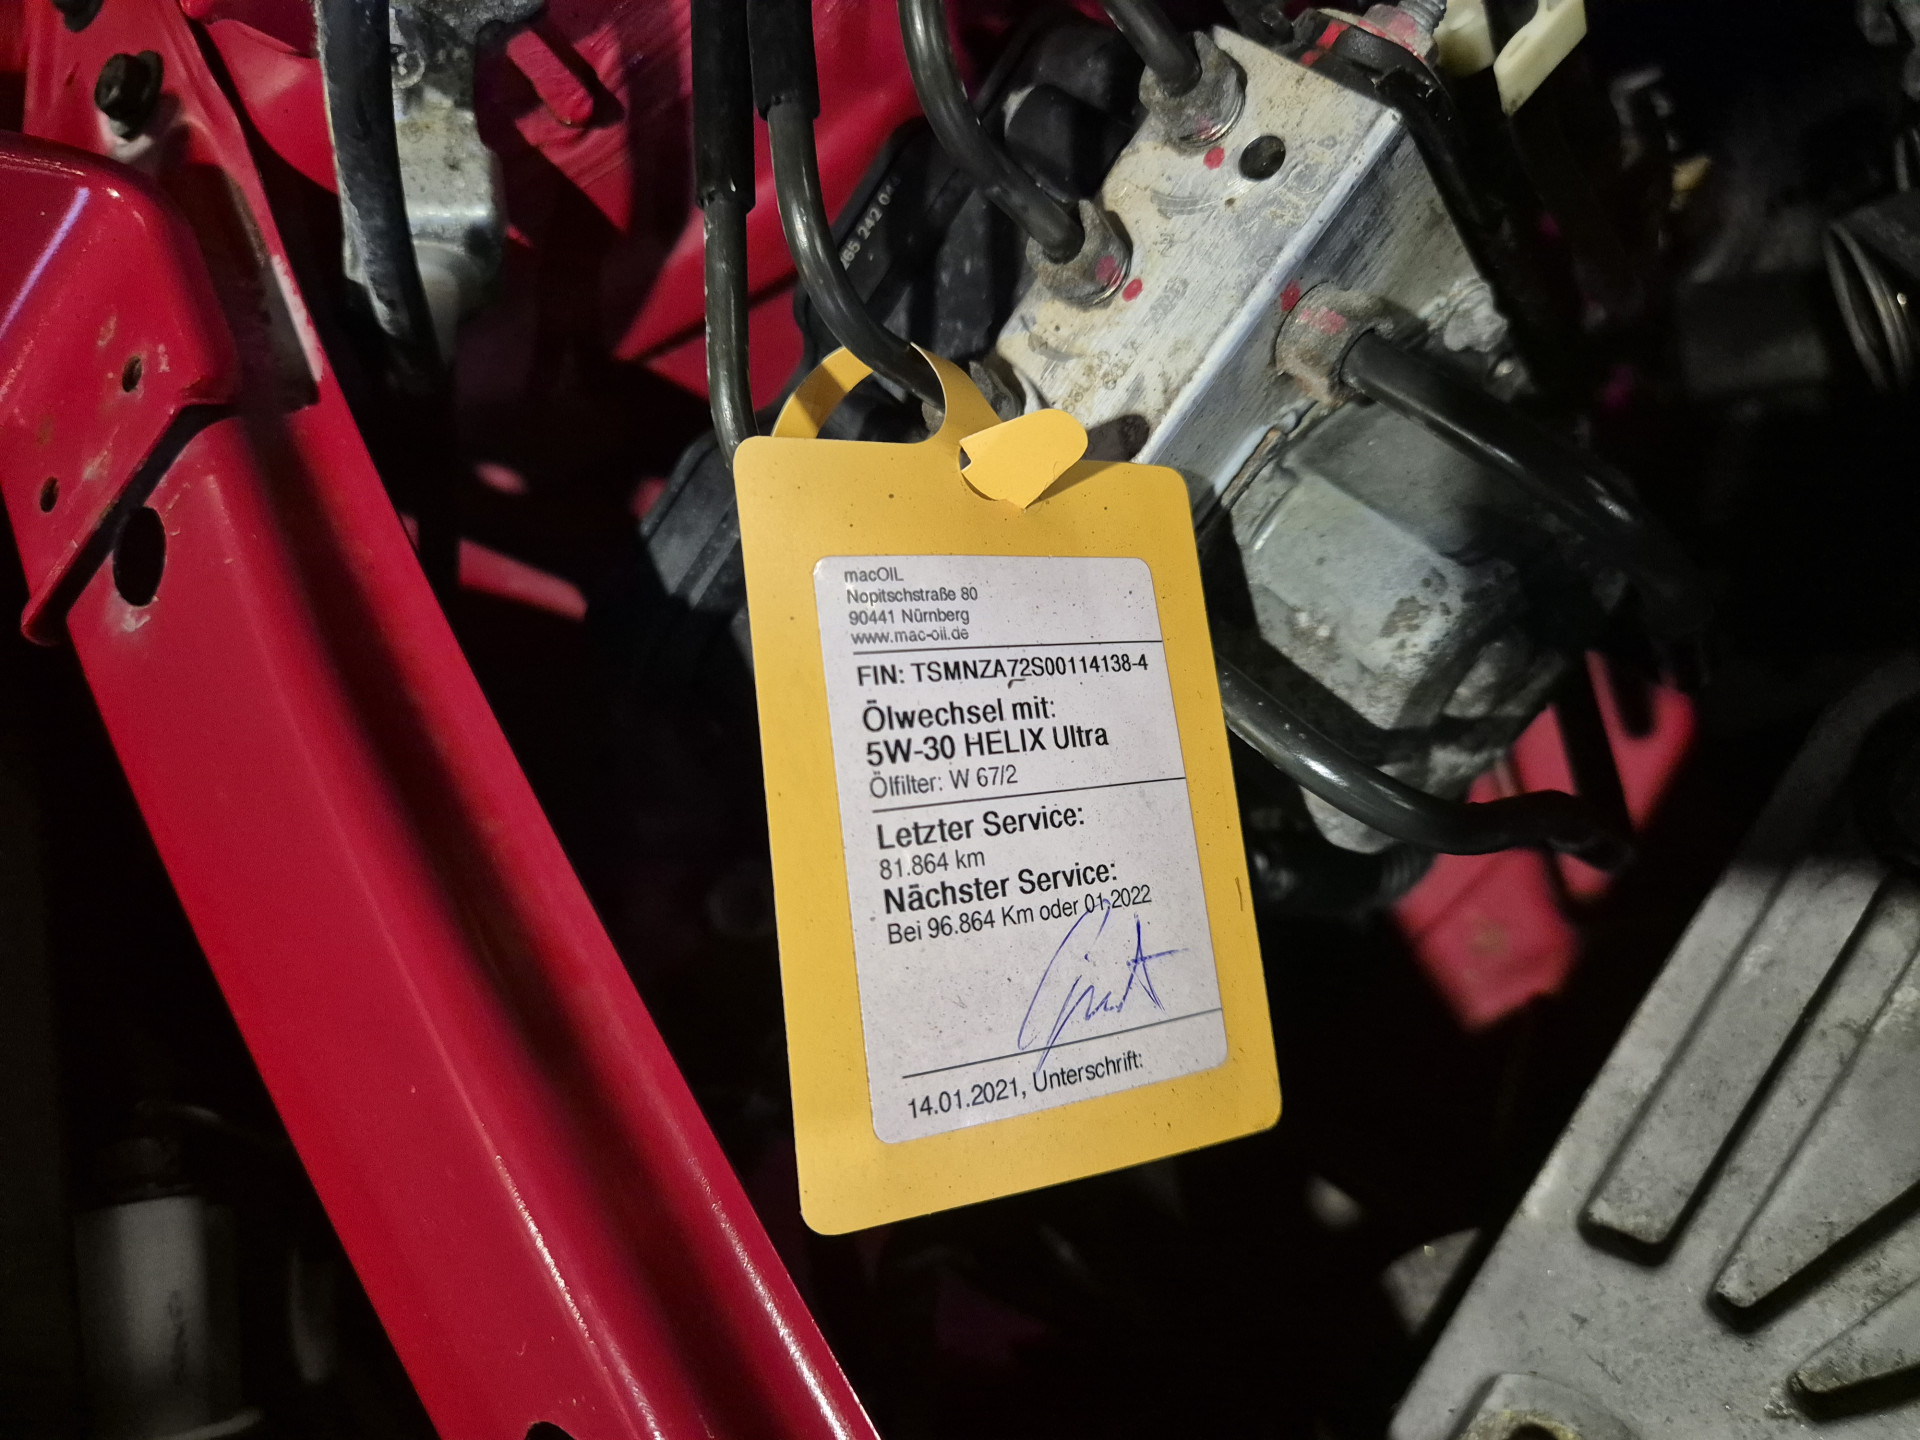 macOIL
Nopitschstraße 80
90441 Nürnberg
www.mac-oil.de
FIN: TSMNZA72S00114138-4
Ölwechsel mit:
5W-30 HELIX Ultra
Ölfilter: W 67/2
Letzter Service:
81.864 km
Nächster Service:
Bei 96.864 Km oder 01.2022
14.01.2021, Unterschrift: